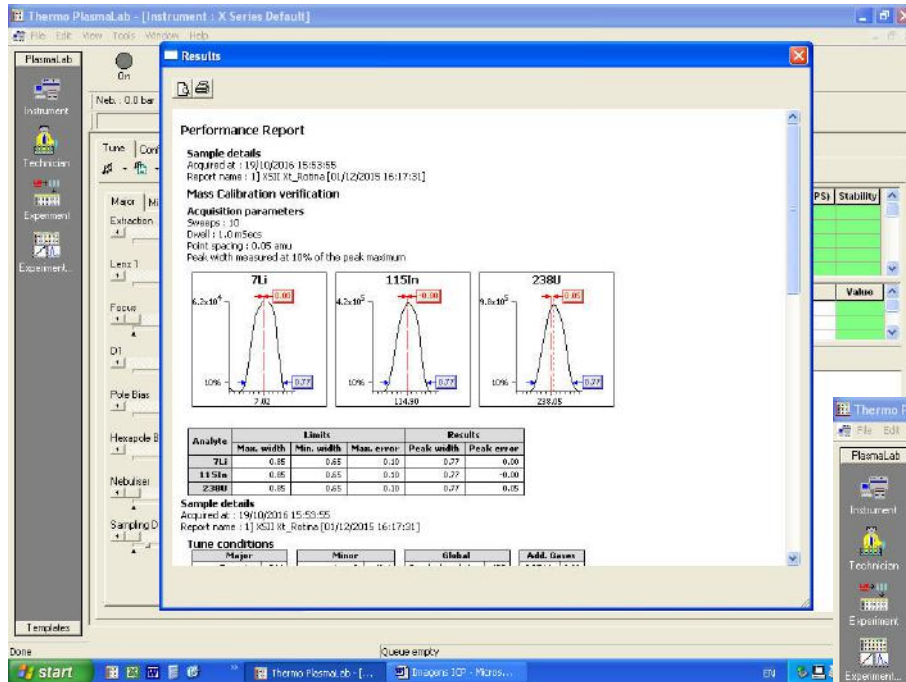 Thermo PlasmaLab - [Instrument : X Series Default]
File Edit View Tools Window Help
PlasmaLab
On
Neb. : 0.0 bar
Instrument
Technician
Experiment
Experiment...
Templates
Tune
Major
Extraction
Lens 1
Focus
D1
Pole Bias
Hexapole B
Nebuliser
Sampling D
Results
Performance Report
Sample details
Acquired at : 19/10/2016 15:53:55
Report name : 1] XSII Xt_Rotina [01/12/2015 16:17:31]
Mass Calibration verification
Acquisition parameters
Sweeps : 10
Dwell : 1.0 mSecs
Point spacing : 0.05 amu
Peak width measured at 10% of the peak maximum
7Li 115In 238U
6.2x10⁴ 0.00 4.2x10⁵ -0.00 9.8x10⁵ 0.05
10% 0.77 10% 0.77 10% 0.77
7.02 114.90 238.05
Analyte Limits Results
Max. width Min. width Max. error Peak width Peak error
7Li 0.85 0.65 0.10 0.77 0.00
115In 0.85 0.65 0.10 0.77 -0.00
238U 0.85 0.65 0.10 0.77 0.05
Sample details
Acquired at : 19/10/2016 15:53:55
Report name : 1] XSII Xt_Rotina [01/12/2015 16:17:31]
Tune conditions
Major Minor Global Add. Gases
PS) Stability
Value
Thermo P
File Edit
PlasmaLab
Instrument
Technician
Experiment
Experiment...
Done
Queue empty
start
Thermo PlasmaLab - [...
Imagens ICP - Micros...
EN